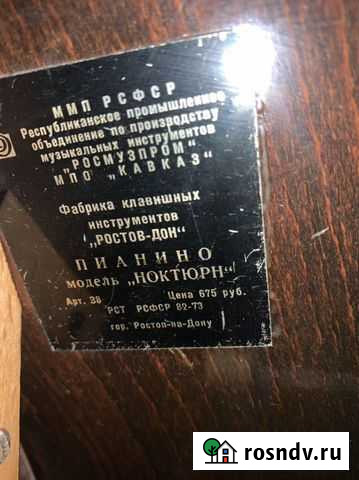 ММП РСФСР
Республиканское промышленное
объединение по производству
музыкальных инструментов
„РОСМУЗПРОМ"
МПО „КАВКАЗ"
Фабрика клавишных
инструментов
„РОСТОВ-ДОН"
ПИАНИНО
МОДЕЛЬ „НОКТЮРН"
Арт. 28 Цена 675 руб.
РСТ РСФСР 82-73
гор. Ростов-на-Дону
rosndv.ru